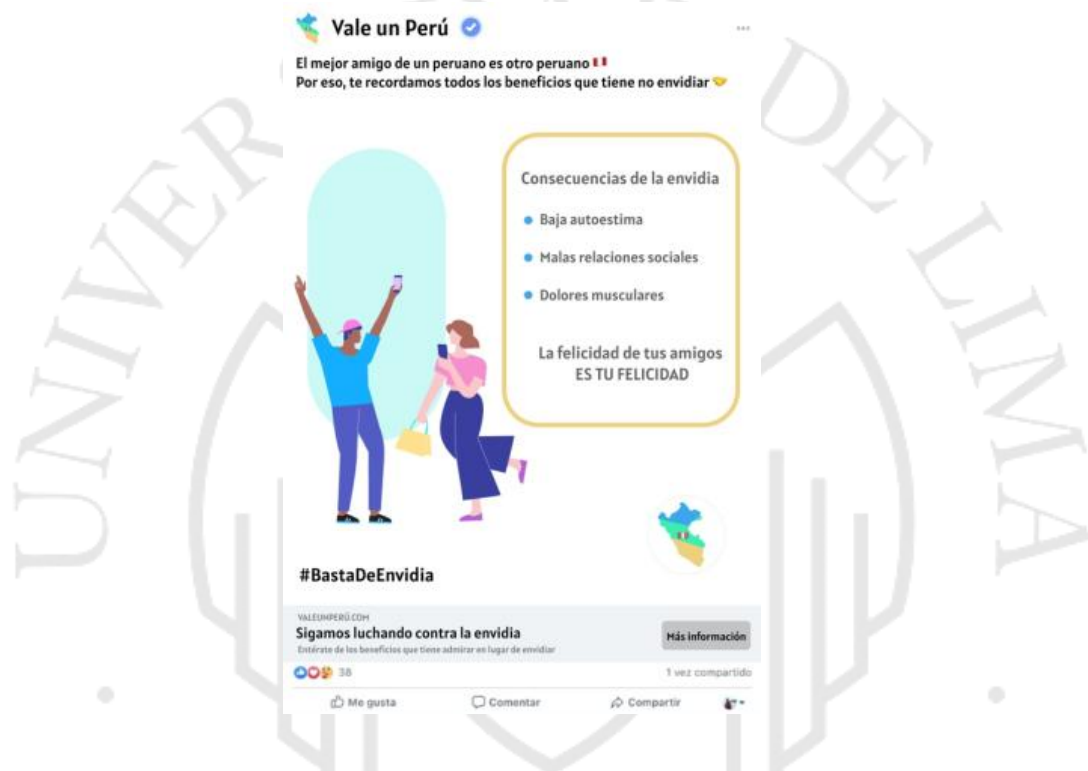 UNIVERSIDAD DE LIMA
Vale un Perú
El mejor amigo de un peruano es otro peruano
Por eso, te recordamos todos los beneficios que tiene no envidiar
Consecuencias de la envidia
Baja autoestima
Malas relaciones sociales
Dolores musculares
La felicidad de tus amigos
ES TU FELICIDAD
#BastaDeEnvidia
VALEUNPERÚ.COM
Sigamos luchando contra la envidia
Entérate de los beneficios que tiene admirar en lugar de envidiar
Más información
38
1 vez compartido
Me gusta
Comentar
Compartir